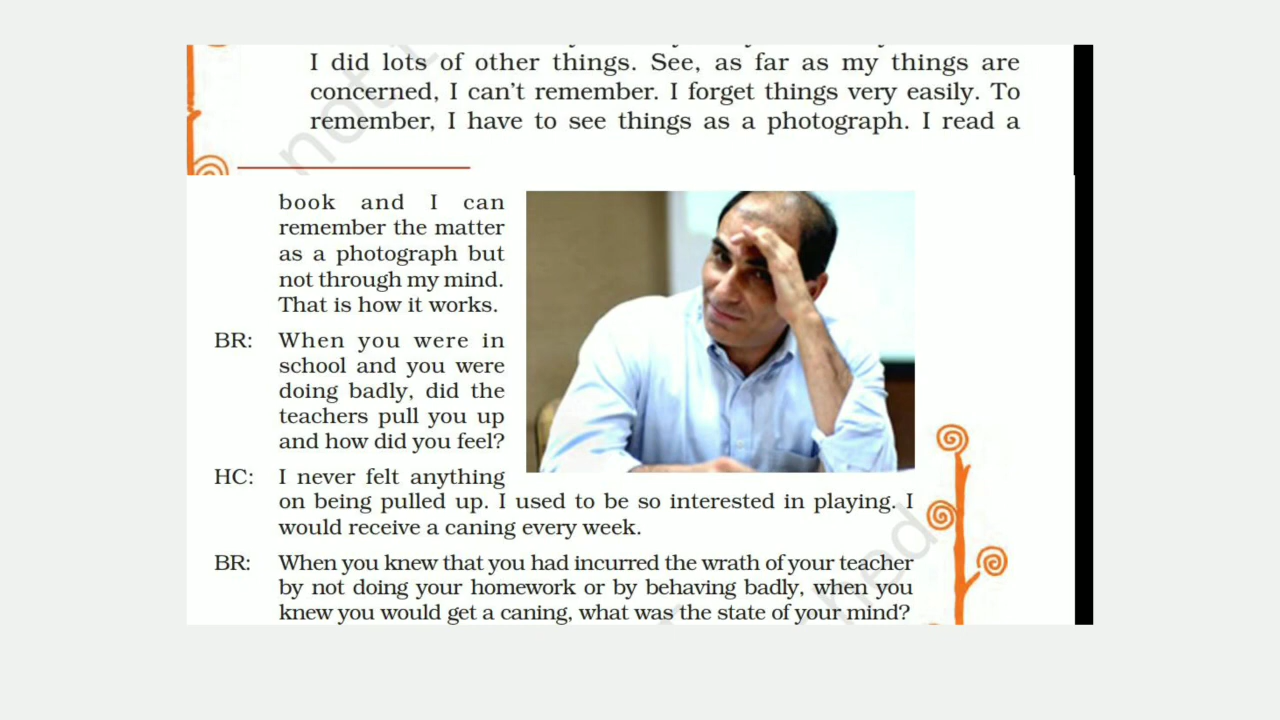 I did lots of other things. See, as far as my things are
concerned, I can't remember. I forget things very easily. To
remember, I have to see things as a photograph. I read a
book and I can
remember the matter
as a photograph but
not through my mind.
That is how it works.
BR: When you were in
school and you were
doing badly, did the
teachers pull you up
and how did you feel?
HC: I never felt anything
on being pulled up. I used to be so interested in playing. I
would receive a caning every week.
BR: When you knew that you had incurred the wrath of your teacher
by not doing your homework or by behaving badly, when you
knew you would get a caning, what was the state of your mind?
not